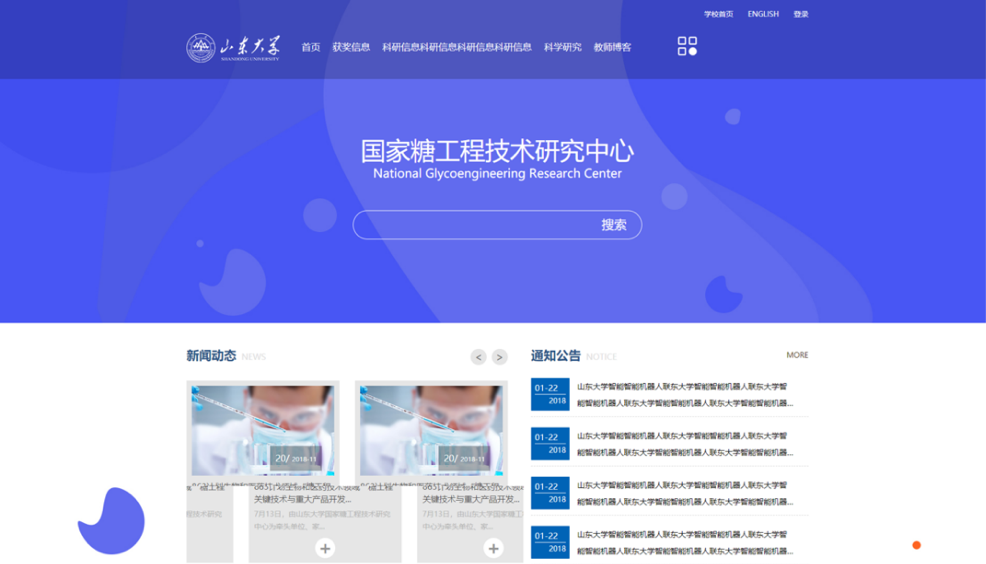 学校首页 ENGLISH 登录
山东大学
SHANDONG UNIVERSITY
首页 获奖信息 科研信息科研信息科研信息科研信息 科学研究 教师博客
国家糖工程技术研究中心
National Glycoengineering Research Center
搜索
新闻动态 NEWS < >
20/ 2018-11
20/ 2018-11
关键技术与重大产品开发...
关键技术与重大产品开发...
程技术研究
7月13日，由山东大学国家糖工程技术研究
中心为牵头单位、家...
7月13日，由山东大学国家糖工
中心为牵头单位、家...
通知公告 NOTICE MORE
01-22
2018
山东大学智能智能机器人联东大学智能智能机器人联东大学智
能智能机器人联东大学智能智能机器人联东大学智能智能机器...
01-22
2018
山东大学智能智能机器人联东大学智能智能机器人联东大学智
能智能机器人联东大学智能智能机器人联东大学智能智能机器...
01-22
2018
山东大学智能智能机器人联东大学智能智能机器人联东大学智
能智能机器人联东大学智能智能机器人联东大学智能智能机器...
01-22
2018
山东大学智能智能机器人联东大学智能智能机器人联东大学智
能智能机器人联东大学智能智能机器人联东大学智能智能机器...